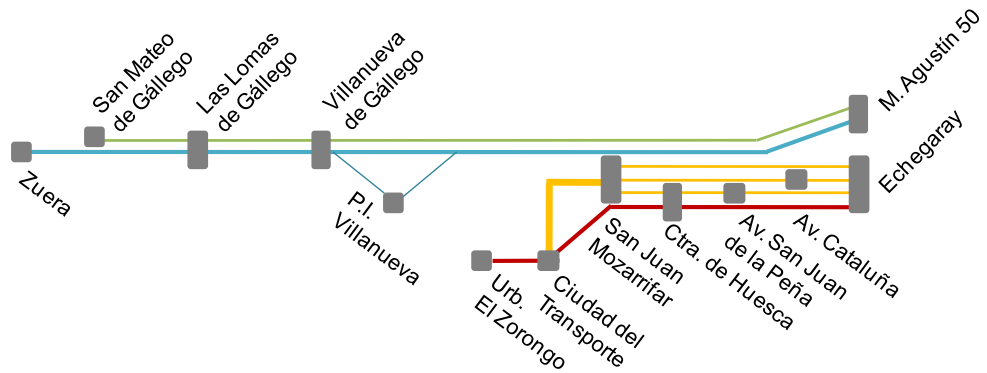 San Mateo
de Gállego
Las Lomas
de Gállego
Villanueva
de Gállego
M. Agustín 50
Echegaray
Zuera
P.I.
Villanueva
San Juan
Mozarrifar
Ctra. de Huesca
Av. San Juan
de la Peña
Av. Cataluña
Urb.
El Zorongo
Ciudad del
Transporte